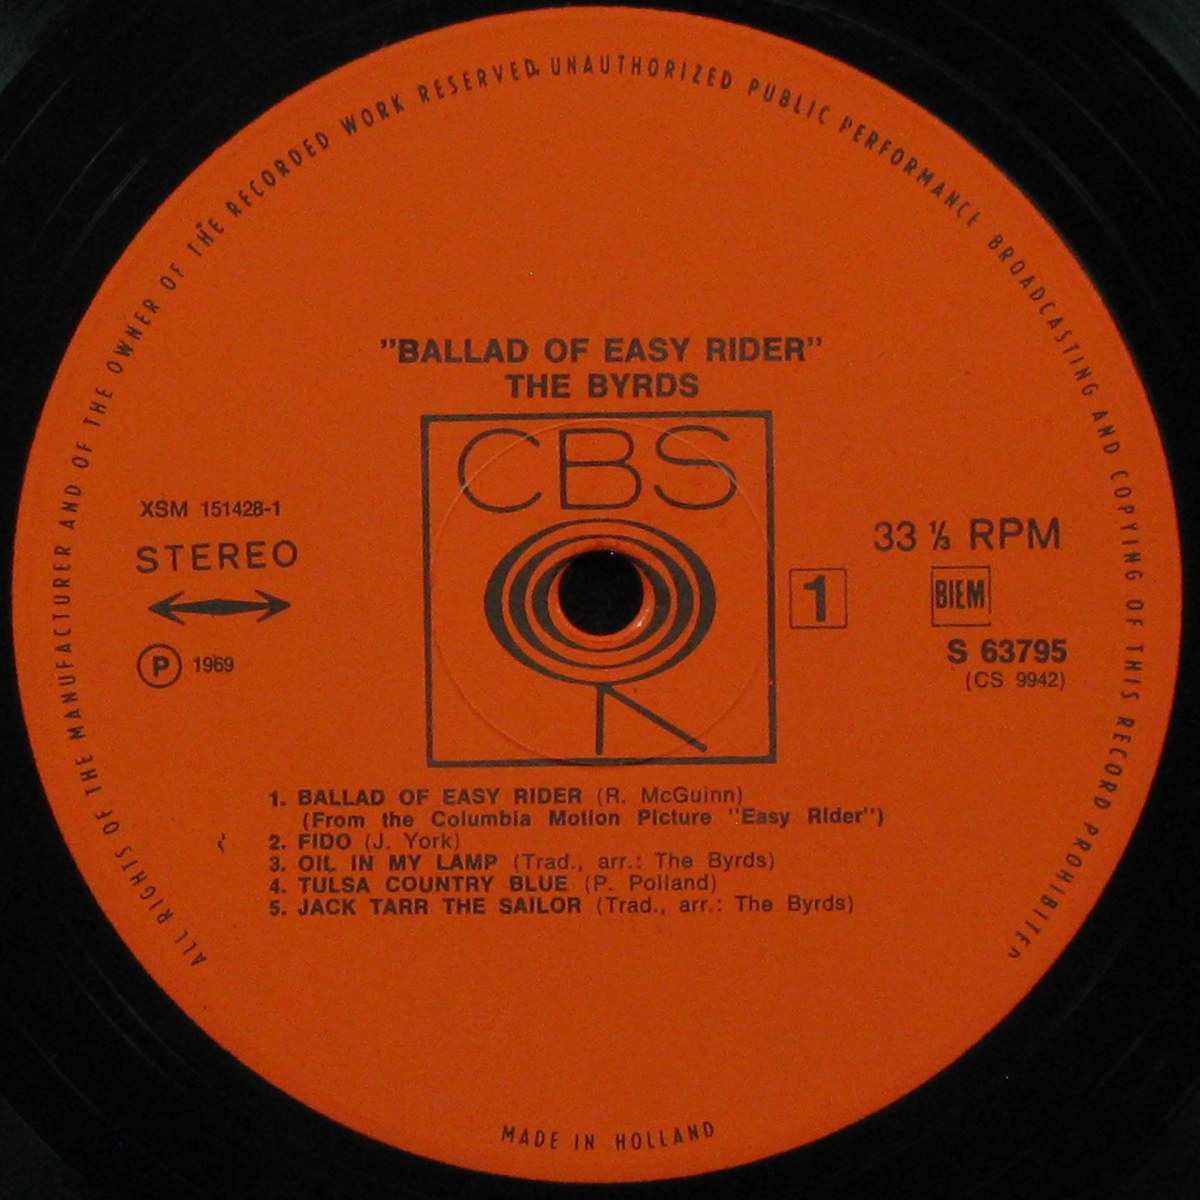 ALL RIGHTS OF THE MANUFACTURER AND OF THE OWNER OF THE RECORDED WORK RESERVED. UNAUTHORIZED PUBLIC PERFORMANCE BROADCASTING AND COPYING OF THIS RECORD PROHIBITED
"BALLAD OF EASY RIDER"
THE BYRDS
CBS
XSM 151428-1
STEREO
Ⓟ 1969
1
33 ⅓ RPM
BIEM
S 63795
(CS 9942)
1. BALLAD OF EASY RIDER (R. McGuinn)
(From the Columbia Motion Picture "Easy Rider")
2. FIDO (J. York)
3. OIL IN MY LAMP (Trad., arr.: The Byrds)
4. TULSA COUNTRY BLUE (P. Polland)
5. JACK TARR THE SAILOR (Trad., arr.: The Byrds)
MADE IN HOLLAND